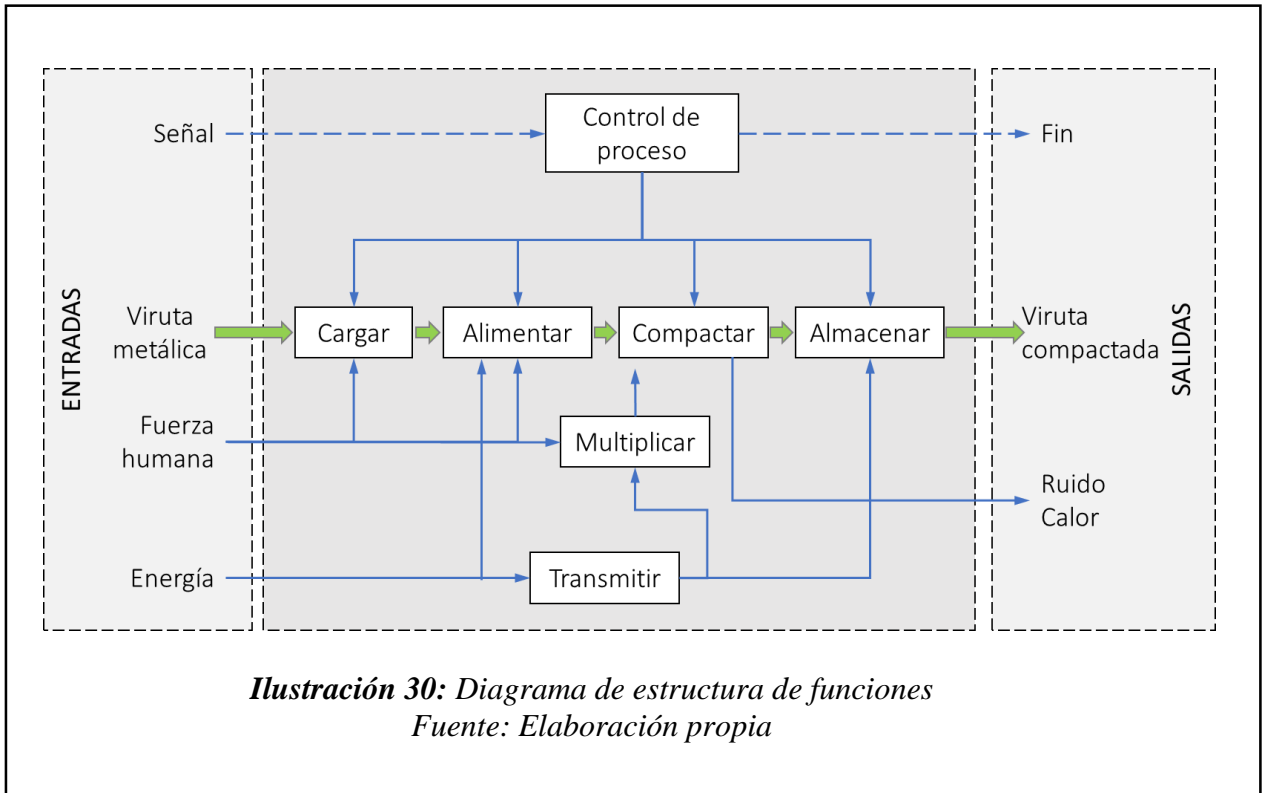 Señal
Control de
proceso
Fin
ENTRADAS
Viruta
metálica
Cargar
Alimentar
Compactar
Almacenar
Viruta
compactada
SALIDAS
Fuerza
humana
Multiplicar
Ruido
Calor
Energía
Transmitir
Ilustración 30: Diagrama de estructura de funciones
Fuente: Elaboración propia